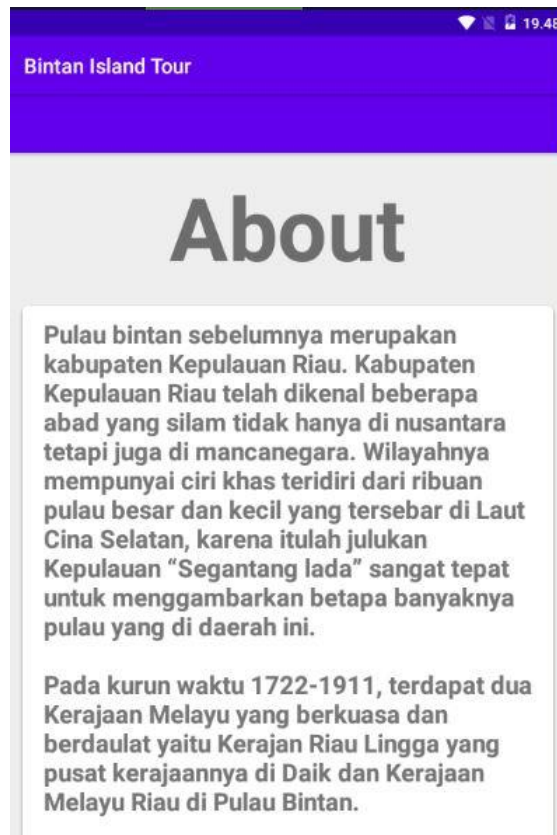 19.48
Bintan Island Tour
About
Pulau bintan sebelumnya merupakan
kabupaten Kepulauan Riau. Kabupaten
Kepulauan Riau telah dikenal beberapa
abad yang silam tidak hanya di nusantara
tetapi juga di mancanegara. Wilayahnya
mempunyai ciri khas teridiri dari ribuan
pulau besar dan kecil yang tersebar di Laut
Cina Selatan, karena itulah julukan
Kepulauan “Segantang lada” sangat tepat
untuk menggambarkan betapa banyaknya
pulau yang di daerah ini.
Pada kurun waktu 1722-1911, terdapat dua
Kerajaan Melayu yang berkuasa dan
berdaulat yaitu Kerajan Riau Lingga yang
pusat kerajaannya di Daik dan Kerajaan
Melayu Riau di Pulau Bintan.